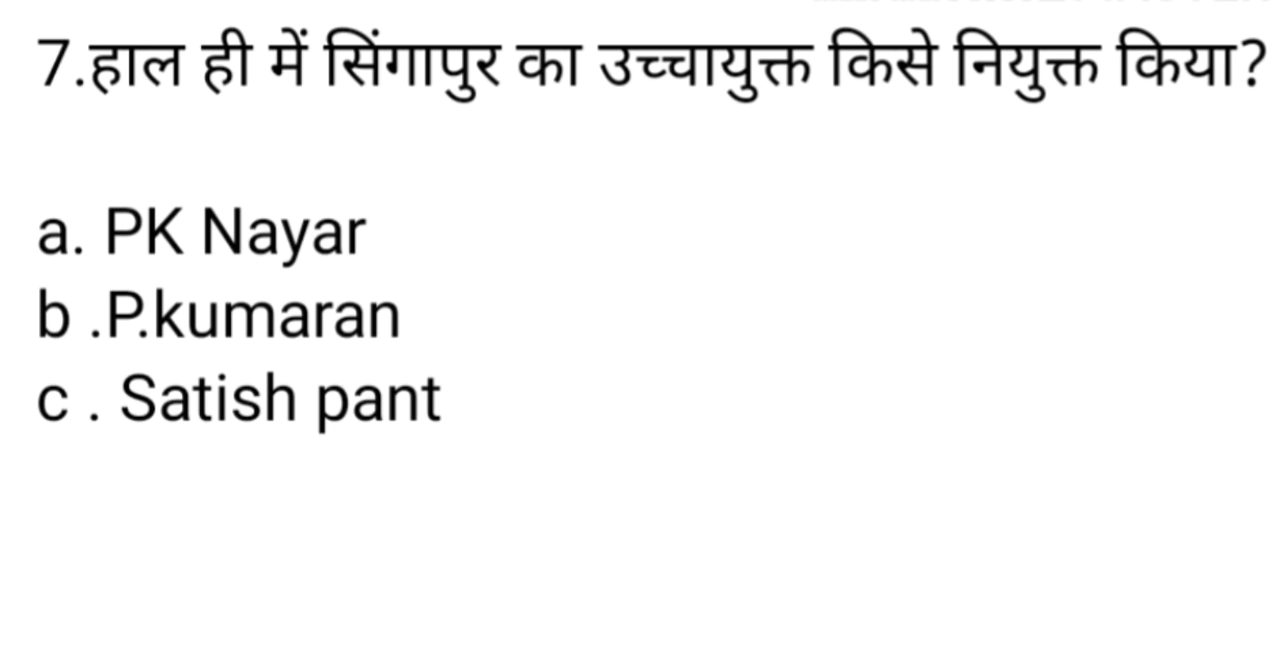 7.हाल ही में सिंगापुर का उच्चायुक्त किसे नियुक्त किया?
a. PK Nayar
b .P.kumaran
c . Satish pant